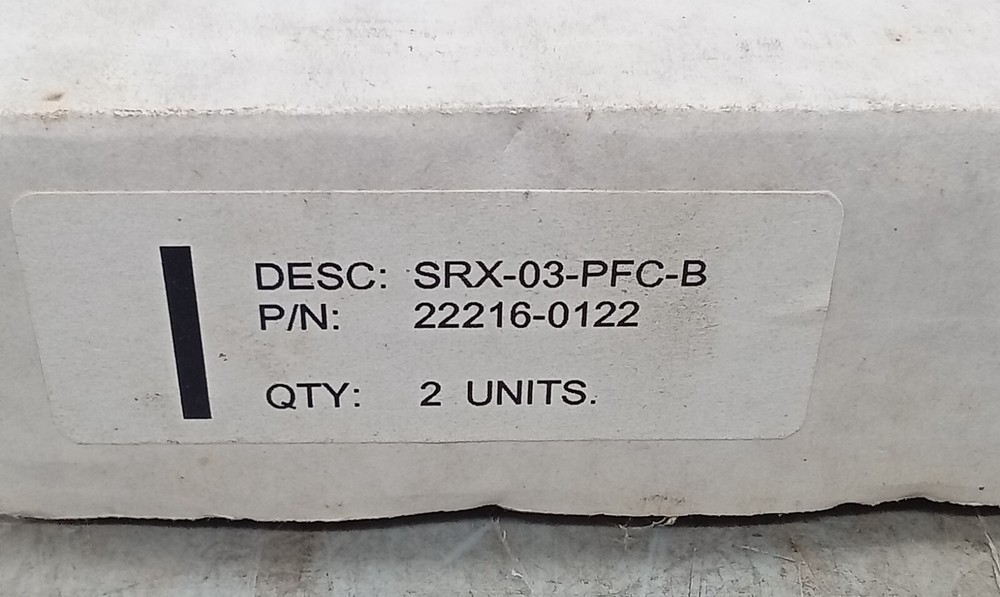 DESC: SRX-03-PFC-B
P/N: 22216-0122
QTY: 2 UNITS.